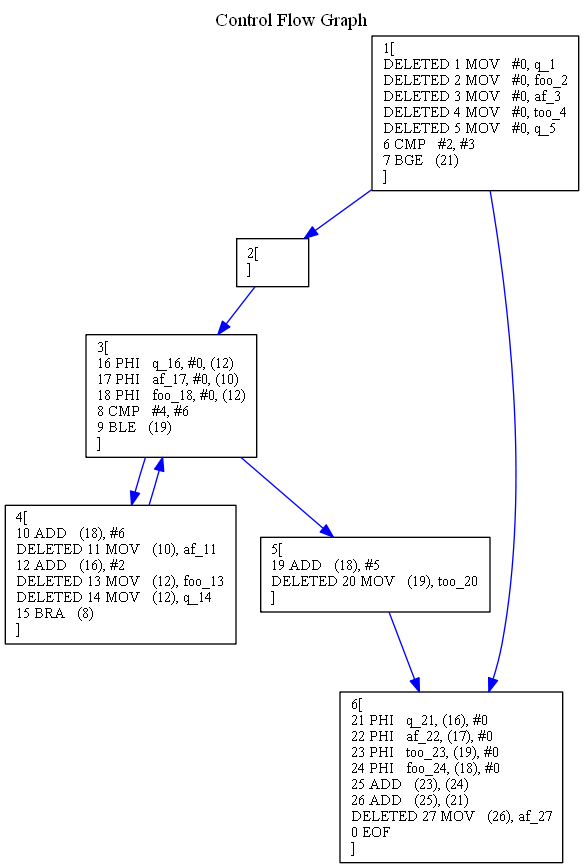 Control Flow Graph
1[
DELETED 1 MOV #0, q_1
DELETED 2 MOV #0, foo_2
DELETED 3 MOV #0, af_3
DELETED 4 MOV #0, too_4
DELETED 5 MOV #0, q_5
6 CMP #2, #3
7 BGE (21)
]
2[
]
3[
16 PHI q_16, #0, (12)
17 PHI af_17, #0, (10)
18 PHI foo_18, #0, (12)
8 CMP #4, #6
9 BLE (19)
]
4[
10 ADD (18), #6
DELETED 11 MOV (10), af_11
12 ADD (16), #2
DELETED 13 MOV (12), foo_13
DELETED 14 MOV (12), q_14
15 BRA (8)
]
5[
19 ADD (18), #5
DELETED 20 MOV (19), too_20
]
6[
21 PHI q_21, (16), #0
22 PHI af_22, (17), #0
23 PHI too_23, (19), #0
24 PHI foo_24, (18), #0
25 ADD (23), (24)
26 ADD (25), (21)
DELETED 27 MOV (26), af_27
0 EOF
]